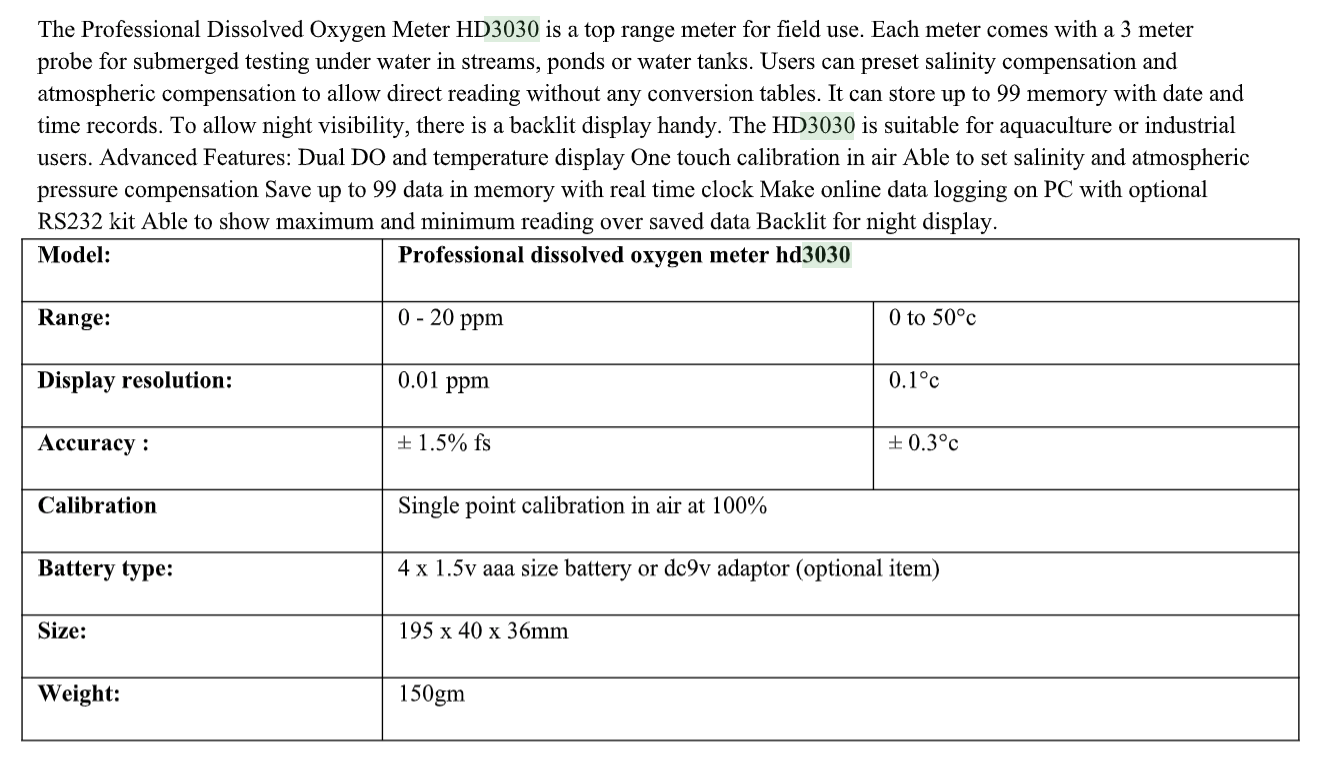 The Professional Dissolved Oxygen Meter HD3030 is a top range meter for field use. Each meter comes with a 3 meter
probe for submerged testing under water in streams, ponds or water tanks. Users can preset salinity compensation and
atmospheric compensation to allow direct reading without any conversion tables. It can store up to 99 memory with date and
time records. To allow night visibility, there is a backlit display handy. The HD3030 is suitable for aquaculture or industrial
users. Advanced Features: Dual DO and temperature display One touch calibration in air Able to set salinity and atmospheric
pressure compensation Save up to 99 data in memory with real time clock Make online data logging on PC with optional
RS232 kit Able to show maximum and minimum reading over saved data Backlit for night display.
Model: Professional dissolved oxygen meter hd3030
Range: 0 - 20 ppm 0 to 50°c
Display resolution: 0.01 ppm 0.1°c
Accuracy : ± 1.5% fs ± 0.3°c
Calibration Single point calibration in air at 100%
Battery type: 4 x 1.5v aaa size battery or dc9v adaptor (optional item)
Size: 195 x 40 x 36mm
Weight: 150gm